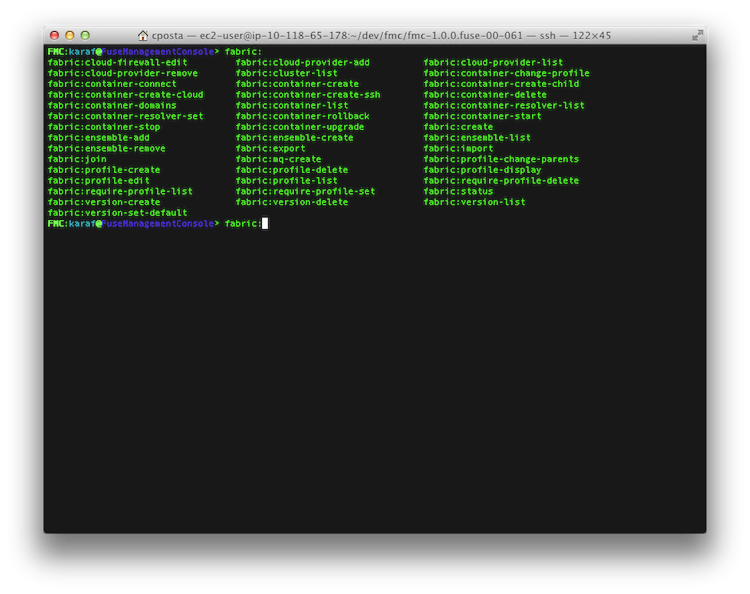 cposta — ec2-user@ip-10-118-65-178:~/dev/fmc/fmc-1.0.0.fuse-00-061 — ssh — 122×45
FMC:karaf@FuseManagementConsole> fabric:
fabric:cloud-firewall-edit fabric:cloud-provider-add fabric:cloud-provider-list
fabric:cloud-provider-remove fabric:cluster-list fabric:container-change-profile
fabric:container-connect fabric:container-create fabric:container-create-child
fabric:container-create-cloud fabric:container-create-ssh fabric:container-delete
fabric:container-domains fabric:container-list fabric:container-resolver-list
fabric:container-resolver-set fabric:container-rollback fabric:container-start
fabric:container-stop fabric:container-upgrade fabric:create
fabric:ensemble-add fabric:ensemble-create fabric:ensemble-list
fabric:ensemble-remove fabric:export fabric:import
fabric:join fabric:mq-create fabric:profile-change-parents
fabric:profile-create fabric:profile-delete fabric:profile-display
fabric:profile-edit fabric:profile-list fabric:require-profile-delete
fabric:require-profile-list fabric:require-profile-set fabric:status
fabric:version-create fabric:version-delete fabric:version-list
fabric:version-set-default
FMC:karaf@FuseManagementConsole> fabric: